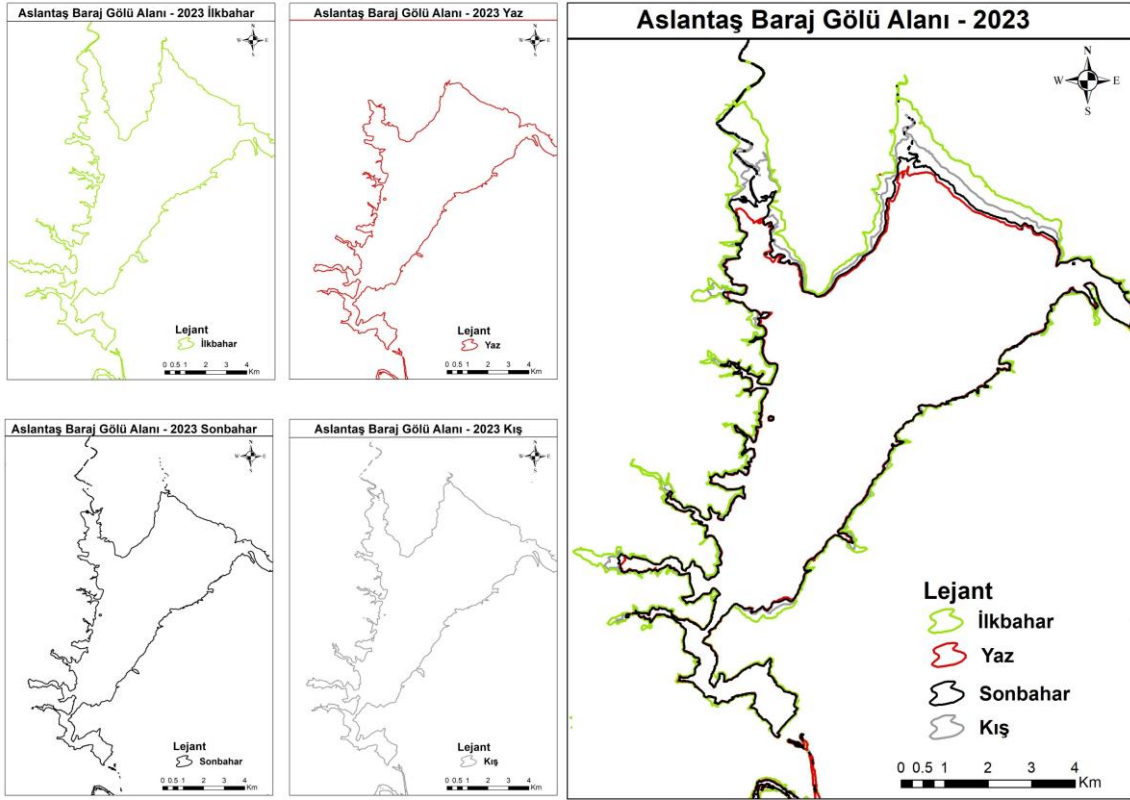 Aslantaş Baraj Gölü Alanı - 2023 İlkbahar
N
W E
S
Lejant
İlkbahar
0 0.5 1 2 3 4
Km
Aslantaş Baraj Gölü Alanı - 2023 Yaz
N
W E
S
Lejant
Yaz
0 0.5 1 2 3 4
Km
Aslantaş Baraj Gölü Alanı - 2023 Sonbahar
N
W E
S
Lejant
Sonbahar
0 0.5 1 2 3 4
Km
Aslantaş Baraj Gölü Alanı - 2023 Kış
N
W E
S
Lejant
Kış
0 0.5 1 2 3 4
Km
Aslantaş Baraj Gölü Alanı - 2023
N
W E
S
Lejant
İlkbahar
Yaz
Sonbahar
Kış
0 0.5 1 2 3 4
Km